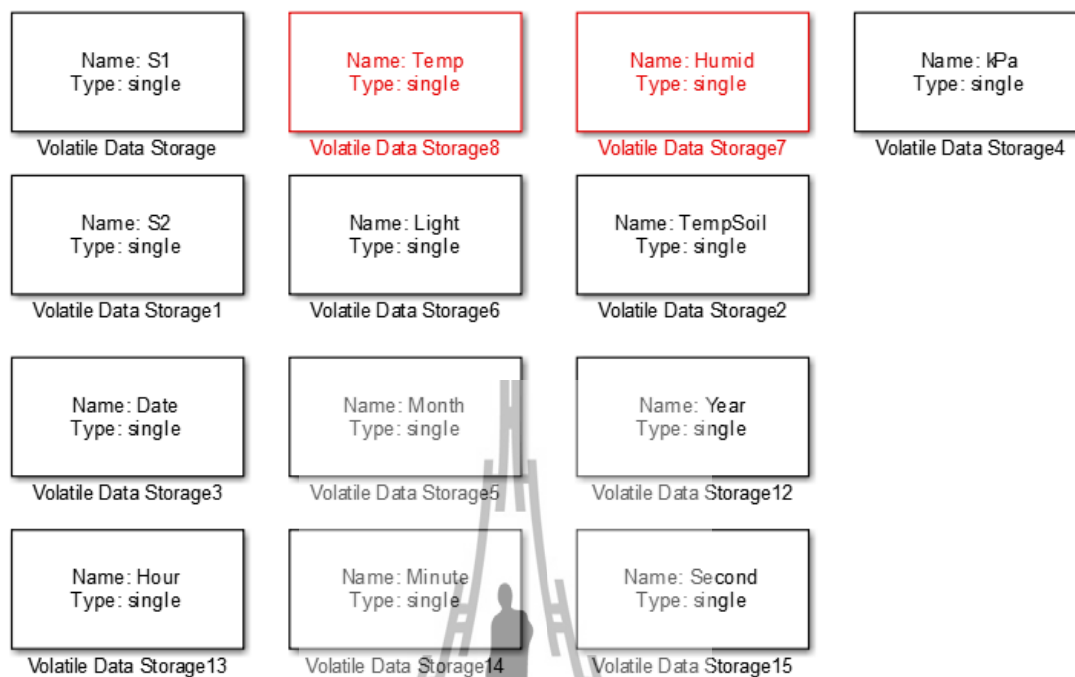 Name: S1
Type: single
Volatile Data Storage
Name: Temp
Type: single
Volatile Data Storage8
Name: Humid
Type: single
Volatile Data Storage7
Name: kPa
Type: single
Volatile Data Storage4
Name: S2
Type: single
Volatile Data Storage1
Name: Light
Type: single
Volatile Data Storage6
Name: TempSoil
Type: single
Volatile Data Storage2
Name: Date
Type: single
Volatile Data Storage3
Name: Month
Type: single
Volatile Data Storage5
Name: Year
Type: single
Volatile Data Storage12
Name: Hour
Type: single
Volatile Data Storage13
Name: Minute
Type: single
Volatile Data Storage14
Name: Second
Type: single
Volatile Data Storage15